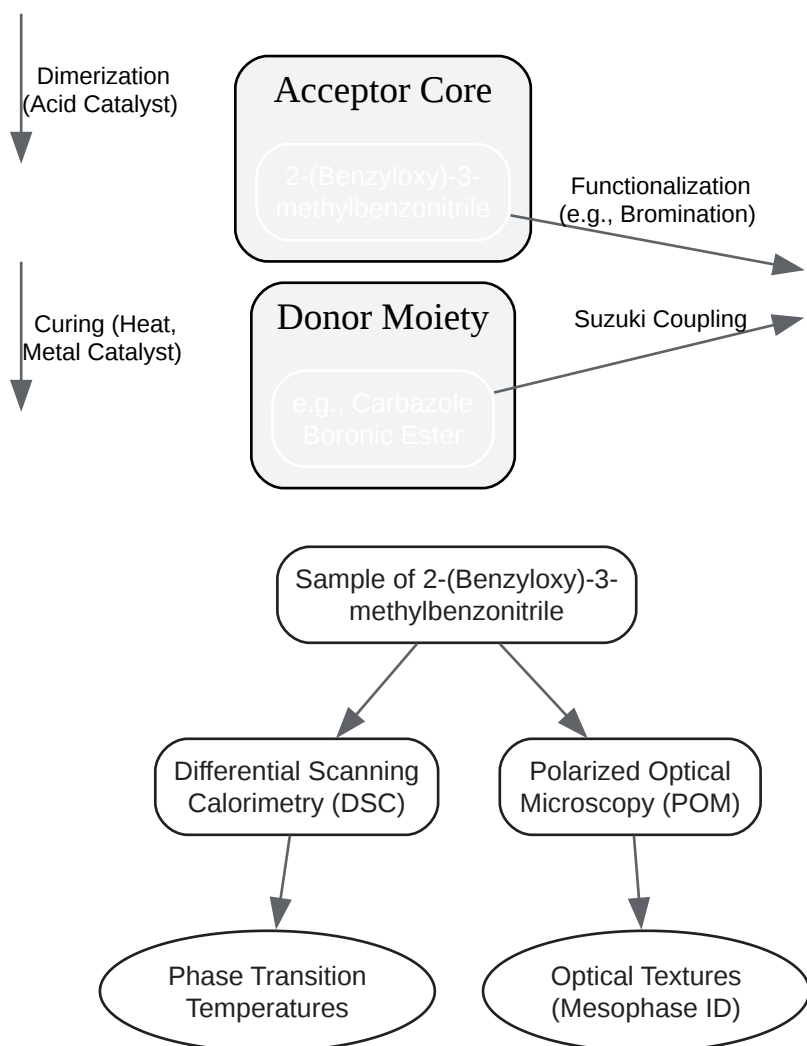 Dimerization
(Acid Catalyst)
Acceptor Core
2-(Benzyloxy)-3-
methylbenzonitrile
Functionalization
(e.g., Bromination)
Curing (Heat,
Metal Catalyst)
Donor Moiety
e.g., Carbazole
Boronic Ester
Suzuki Coupling
Sample of 2-(Benzyloxy)-3-
methylbenzonitrile
Differential Scanning
Calorimetry (DSC)
Polarized Optical
Microscopy (POM)
Phase Transition
Temperatures
Optical Textures
(Mesophase ID)